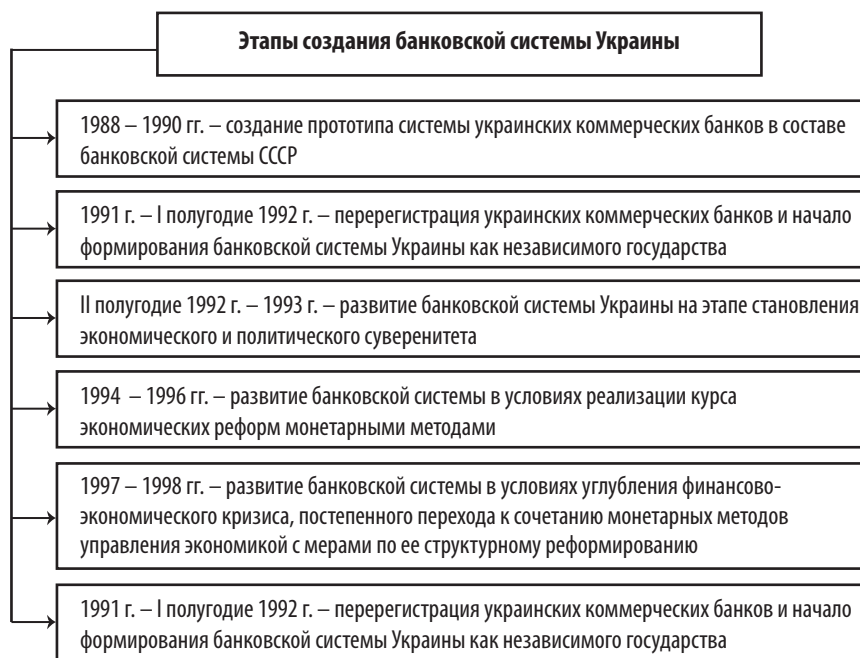 Этапы создания банковской системы Украины
1988 – 1990 гг. – создание прототипа системы украинских коммерческих банков в составе
банковской системы СССР
1991 г. – I полугодие 1992 г. – перерегистрация украинских коммерческих банков и начало
формирования банковской системы Украины как независимого государства
II полугодие 1992 г. – 1993 г. – развитие банковской системы Украины на этапе становления
экономического и политического суверенитета
1994 – 1996 гг. – развитие банковской системы в условиях реализации курса
экономических реформ монетарными методами
1997 – 1998 гг. – развитие банковской системы в условиях углубления финансово-
экономического кризиса, постепенного перехода к сочетанию монетарных методов
управления экономикой с мерами по ее структурному реформированию
1991 г. – I полугодие 1992 г. – перерегистрация украинских коммерческих банков и начало
формирования банковской системы Украины как независимого государства